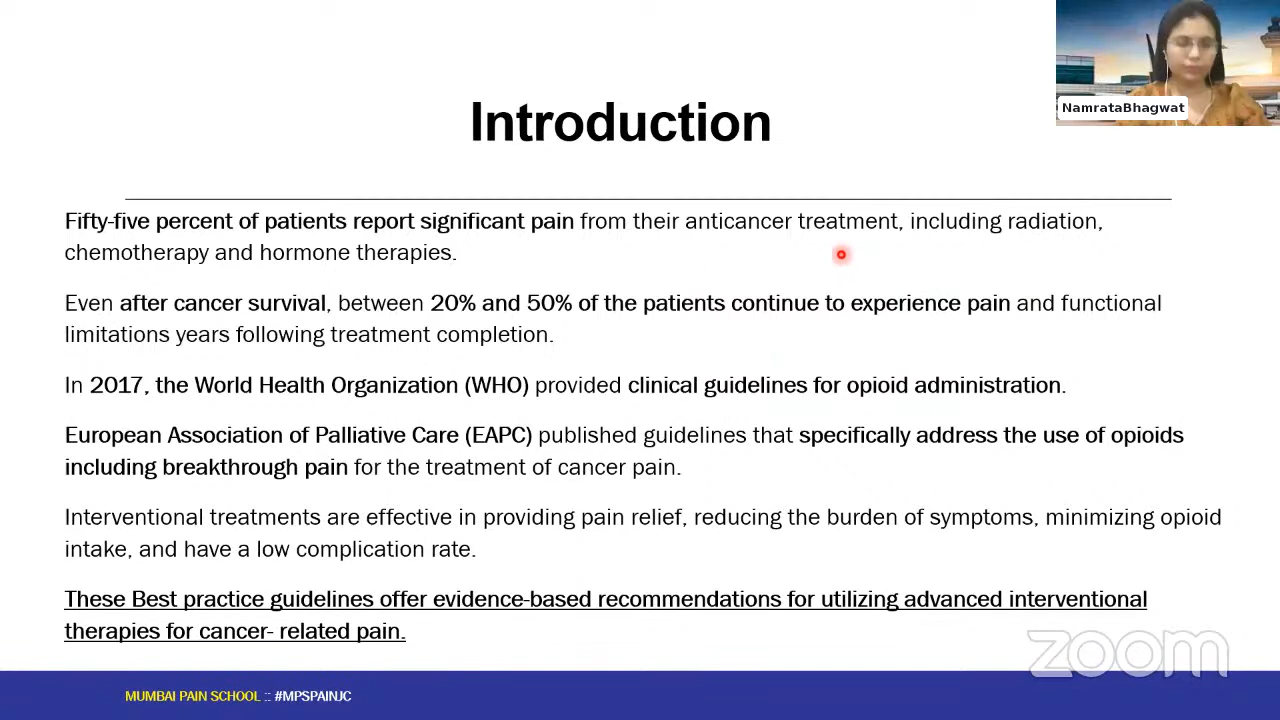 NamrataBhagwat
Introduction
Fifty-five percent of patients report significant pain from their anticancer treatment, including radiation,
chemotherapy and hormone therapies.
Even after cancer survival, between 20% and 50% of the patients continue to experience pain and functional
limitations years following treatment completion.
In 2017, the World Health Organization (WHO) provided clinical guidelines for opioid administration.
European Association of Palliative Care (EAPC) published guidelines that specifically address the use of opioids
including breakthrough pain for the treatment of cancer pain.
Interventional treatments are effective in providing pain relief, reducing the burden of symptoms, minimizing opioid
intake, and have a low complication rate.
These Best practice guidelines offer evidence-based recommendations for utilizing advanced interventional
therapies for cancer- related pain.
zoom
MUMBAI PAIN SCHOOL :: #MPSPAINJC